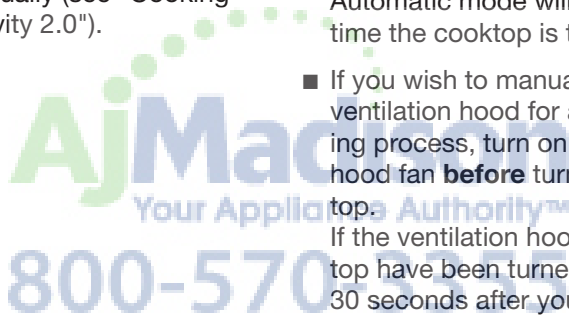 ually (see "Cooking
vity 2.0").
Automatic mode will
time the cooktop is t
■ If you wish to manua
ventilation hood for a
ing process, turn on
hood fan before turn
top.
If the ventilation hoo
top have been turne
30 seconds after you
AjMadison
Your Appliance Authority™
800-570-3355